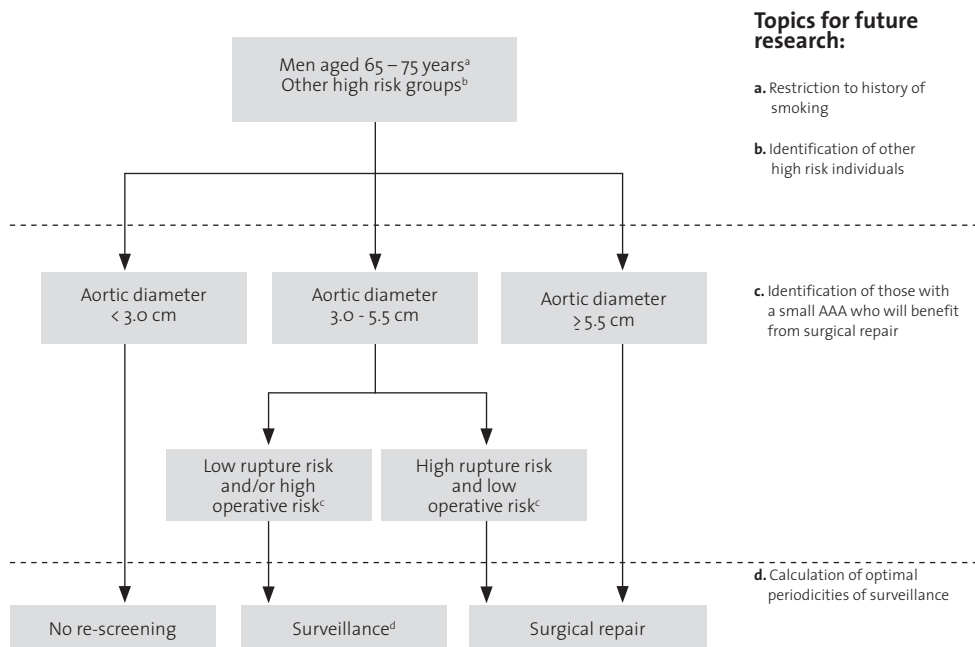 Men aged 65 – 75 yearsᵃ
Other high risk groupsᵇ
Aortic diameter
< 3.0 cm
Aortic diameter
3.0 - 5.5 cm
Aortic diameter
≥ 5.5 cm
Low rupture risk
and/or high
operative riskᶜ
High rupture risk
and low
operative riskᶜ
No re-screening
Surveillanceᵈ
Surgical repair
Topics for future
research:
a. Restriction to history of
smoking
b. Identification of other
high risk individuals
c. Identification of those with
a small AAA who will benefit
from surgical repair
d. Calculation of optimal
periodicities of surveillance